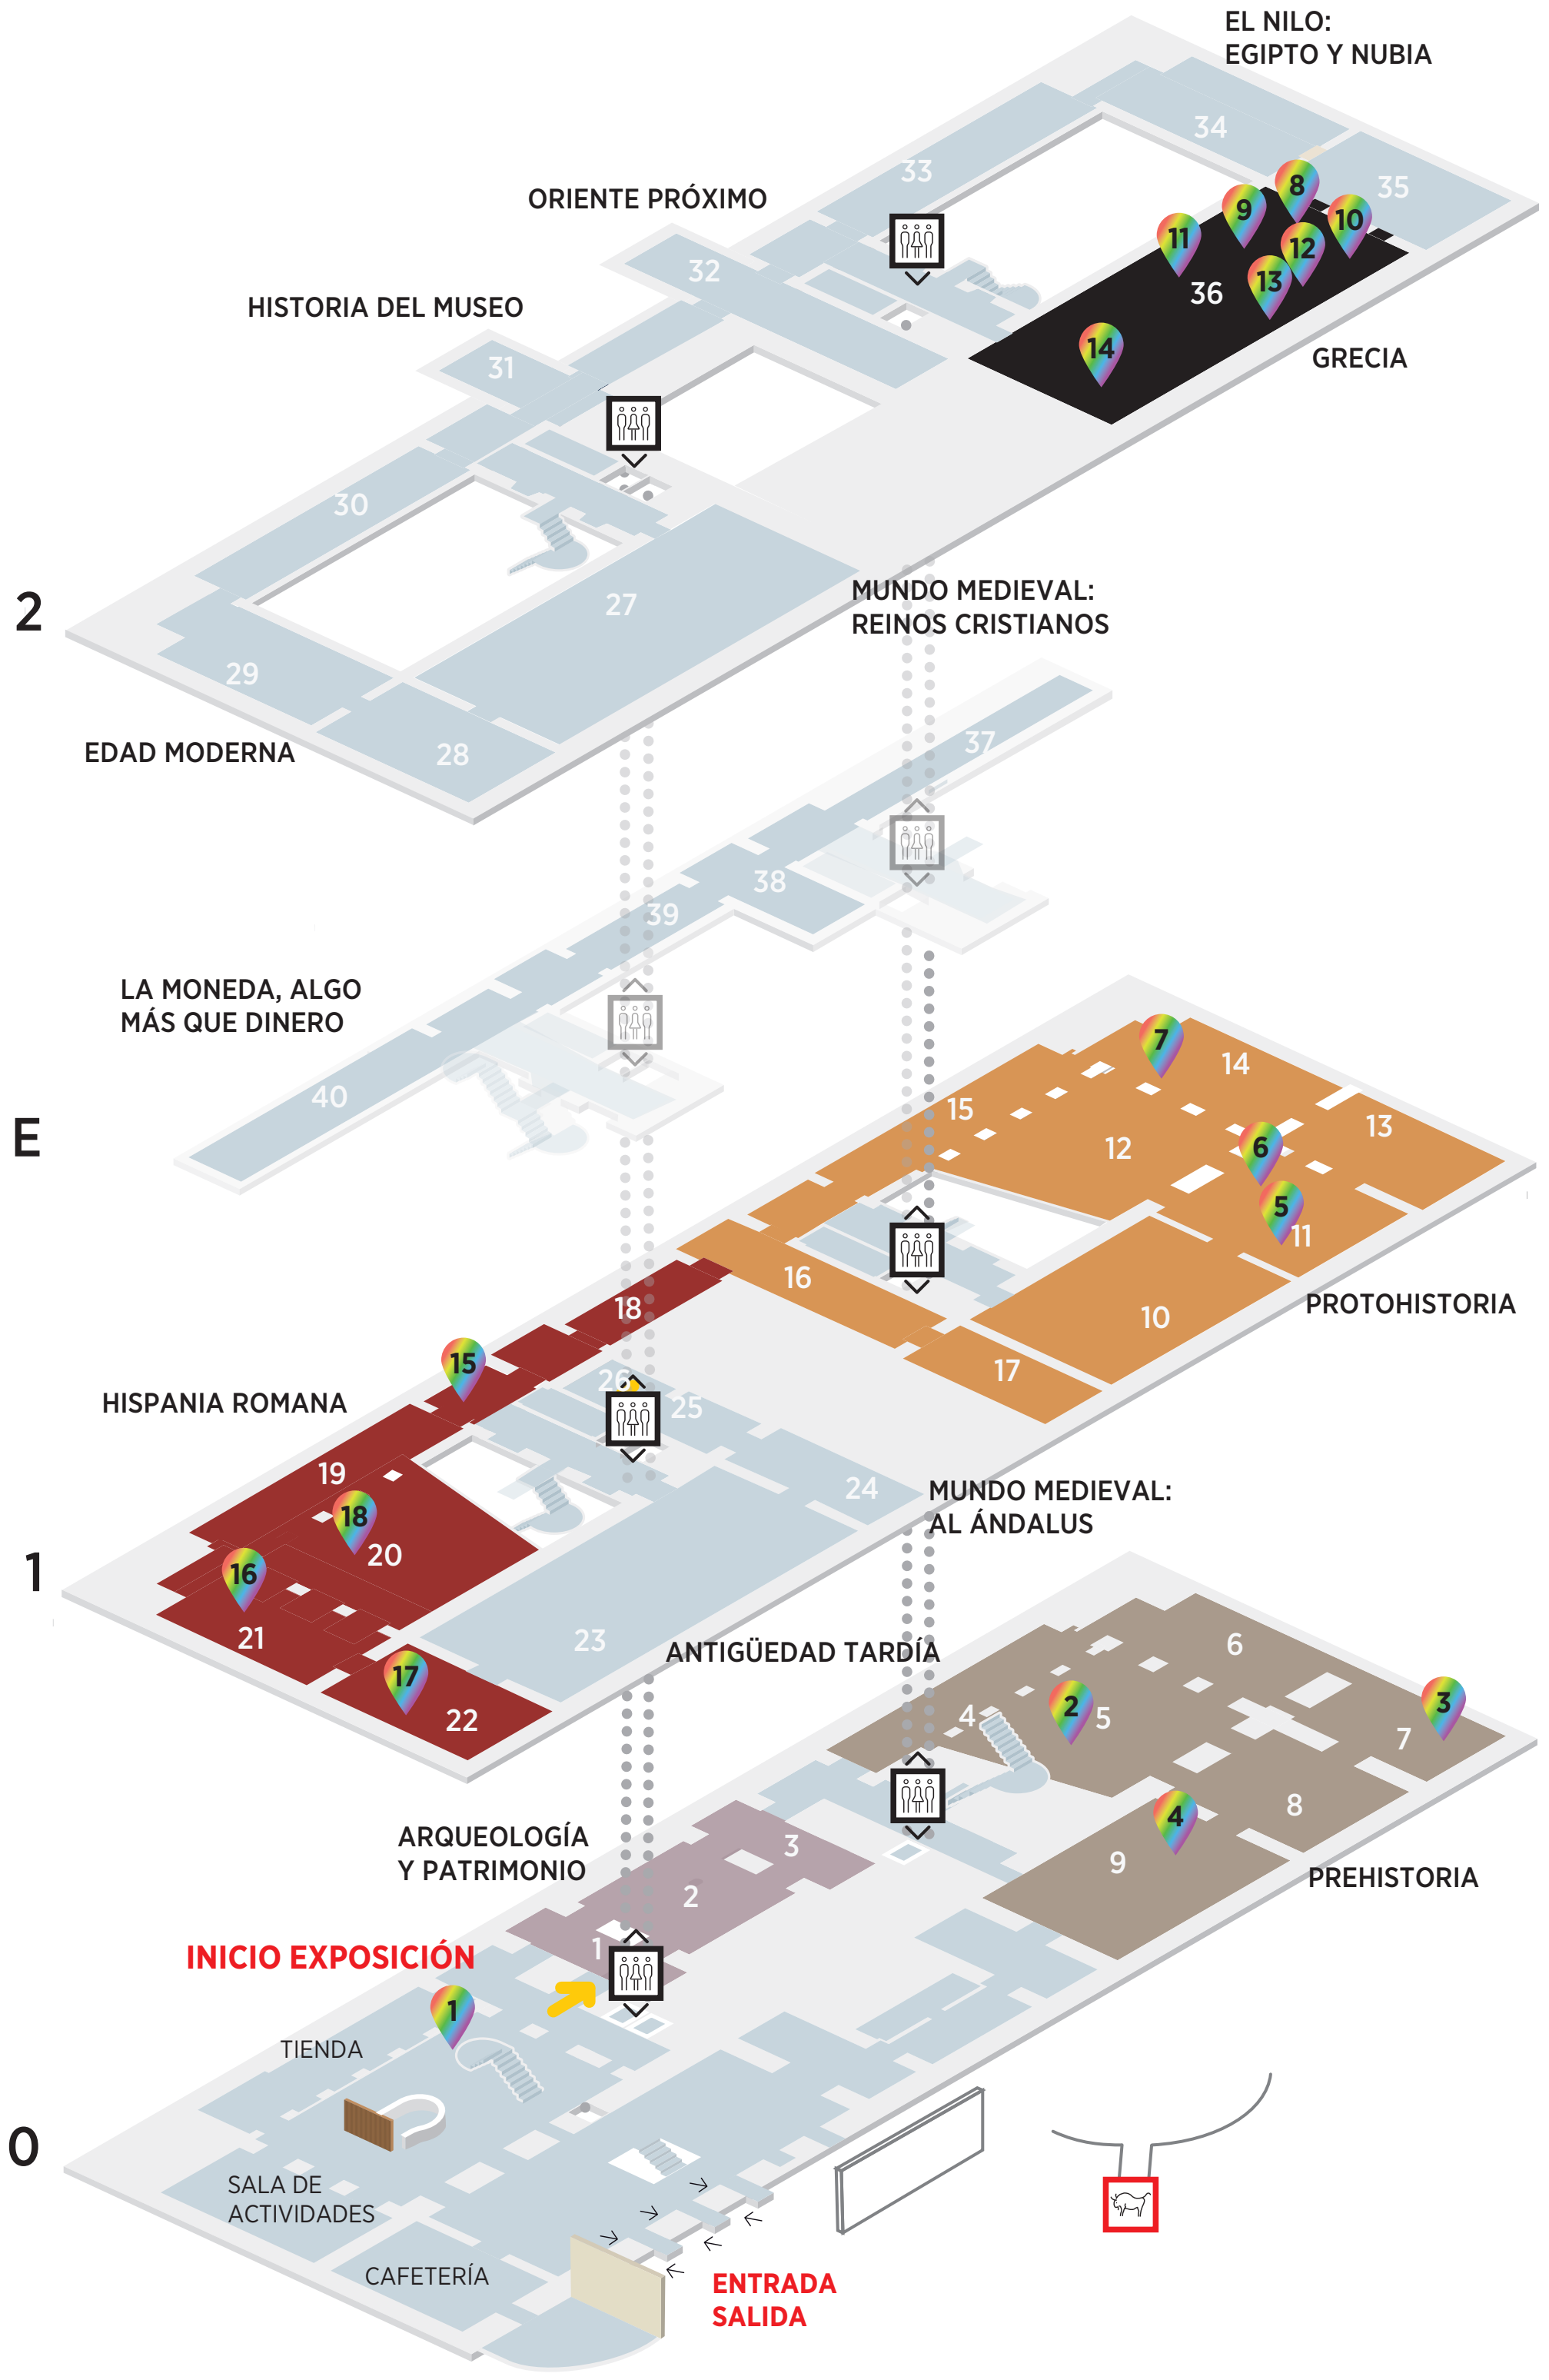 EL NILO:
EGIPTO Y NUBIA
34
33
35
8
9
10
11
12
13
36
14
ORIENTE PRÓXIMO
32
HISTORIA DEL MUSEO
31
GRECIA
30
27
2
MUNDO MEDIEVAL:
REINOS CRISTIANOS
29
28
EDAD MODERNA
37
38
39
LA MONEDA, ALGO
MÁS QUE DINERO
40
E
7
14
15
13
12
6
5
11
16
10
PROTOHISTORIA
17
18
15
HISPANIA ROMANA
26
25
19
24
18
20
MUNDO MEDIEVAL:
AL ÁNDALUS
1
16
21
23
ANTIGÜEDAD TARDÍA
17
22
6
4
2
5
3
7
4
8
9
PREHISTORIA
ARQUEOLOGÍA
Y PATRIMONIO
3
2
1
INICIO EXPOSICIÓN
1
TIENDA
0
SALA DE
ACTIVIDADES
CAFETERÍA
ENTRADA
SALIDA